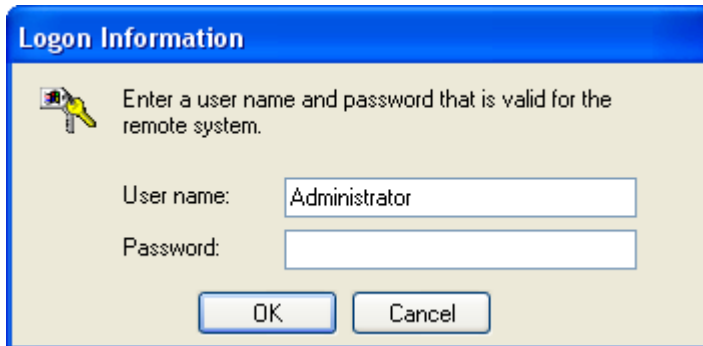 Logon Information
Enter a user name and password that is valid for the
remote system.
User name: Administrator
Password:
OK Cancel